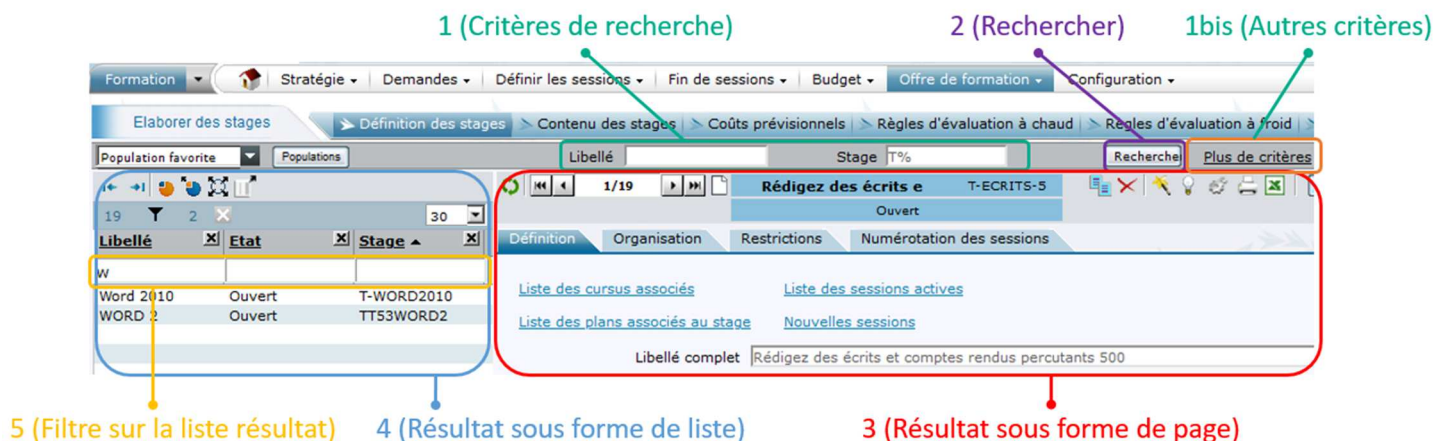 1 (Critères de recherche) 2 (Rechercher) 1bis (Autres critères)
Formation Stratégie Demandes Définir les sessions Fin de sessions Budget Offre de formation Configuration
Elaborer des stages Définition des stages Contenu des stages Coûts prévisionnels Règles d'évaluation à chaud Règles d'évaluation à froid
Population favorite Populations Libellé Stage T% Recherche Plus de critères
1/19 Rédigez des écrits e T-ECRITS-5
19 2 30 Ouvert
Libellé Etat Stage Définition Organisation Restrictions Numérotation des sessions
w
Word 2010 Ouvert T-WORD2010 Liste des cursus associés Liste des sessions actives
WORD 2 Ouvert TT53WORD2
Liste des plans associés au stage Nouvelles sessions
Libellé complet Rédigez des écrits et comptes rendus percutants 500
5 (Filtre sur la liste résultat) 4 (Résultat sous forme de liste) 3 (Résultat sous forme de page)